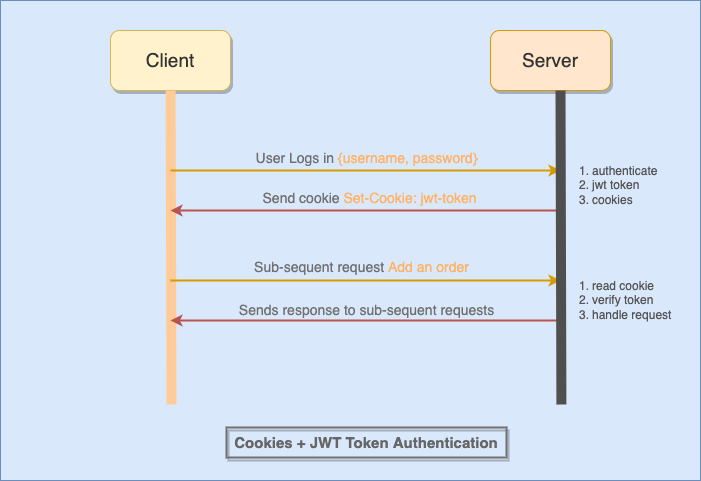 Client
Server
User Logs in {username, password}
1. authenticate
2. jwt token
3. cookies
Send cookie Set-Cookie: jwt-token
Sub-sequent request Add an order
1. read cookie
2. verify token
3. handle request
Sends response to sub-sequent requests
Cookies + JWT Token Authentication